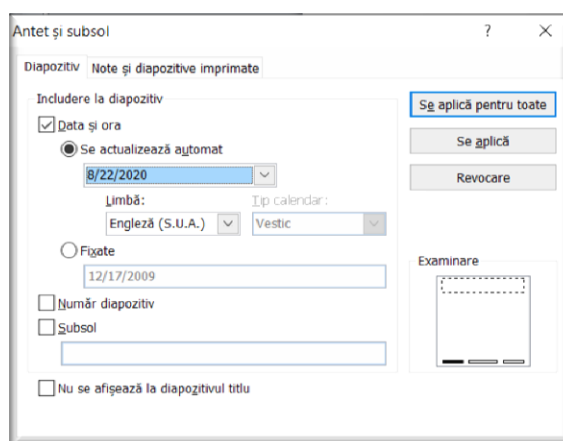 Antet și subsol
Diapozitiv
Note și diapozitive imprimate
Includere la diapozitiv
Data și ora
Se actualizează automat
8/22/2020
Limbă:
Tip calendar:
Engleză (S.U.A.)
Vestic
Fixate
12/17/2009
Număr diapozitiv
Subsol
Nu se afișează la diapozitivul titlu
Se aplică pentru toate
Se aplică
Revocare
Examinare